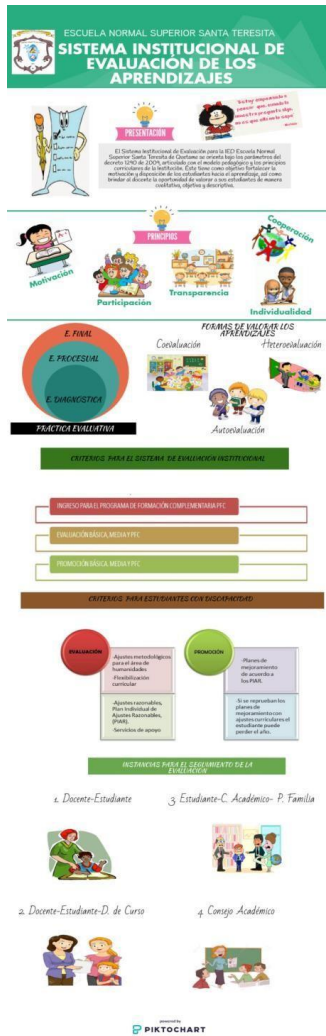 ESCUELA NORMAL SUPERIOR SANTA TERESITA
SISTEMA INSTITUCIONAL DE
EVALUACIÓN DE LOS
APRENDIZAJES
PRESENTACIÓN
El Sistema Institucional de Evaluación para la IED Escuela Normal
Superior Santa Teresita de Quetame se orienta bajo los parámetros del
decreto 1290 de 2009, articulado con el modelo pedagógico y los principios
curriculares de la institución. Éste tiene como objetivo fortalecer la
motivación y disposición de los estudiantes hacia el aprendizaje, así como
brindar al docente la oportunidad de valorar a sus estudiantes de manera
cualitativa, objetiva y descriptiva.
PRINCIPIOS
Motivación
Participación
Transparencia
Cooperación
Individualidad
E. FINAL
E. PROCESUAL
E. DIAGNOSTICA
PRÁCTICA EVALUATIVA
FORMAS DE VALORAR LOS
APRENDIZAJES
Coevaluación
Heteroevaluación
Autoevaluación
CRITERIOS PARA EL SISTEMA DE EVALUACIÓN INSTITUCIONAL
INGRESO PARA EL PROGRAMA DE FORMACIÓN COMPLEMENTARIA PFC
EVALUACIÓN BÁSICA, MEDIA Y PFC
PROMOCIÓN BÁSICA. MEDIA Y PFC
CRITERIOS PARA ESTUDIANTES CON DISCAPACIDAD
EVALUACIÓN
-Ajustes metodológicos
para el área de
humanidades
-Flexibilización
curricular
-Ajustes razonables,
Plan Individual de
Ajustes Razonables,
(PIAR).
-Servicios de apoyo
PROMOCIÓN
-Planes de
mejoramiento
de acuerdo a
los PIAR.
-Si se reprueban los
planes de
mejoramiento con
ajustes curriculares el
estudiante puede
perder el año.
INSTANCIAS PARA EL SEGUIMIENTO DE LA
EVALUACIÓN
1. Docente-Estudiante
3. Estudiante-C. Académico- P. Familia
2. Docente-Estudiante-D. de Curso
4. Consejo Académico
powered by
PIKTOCHART